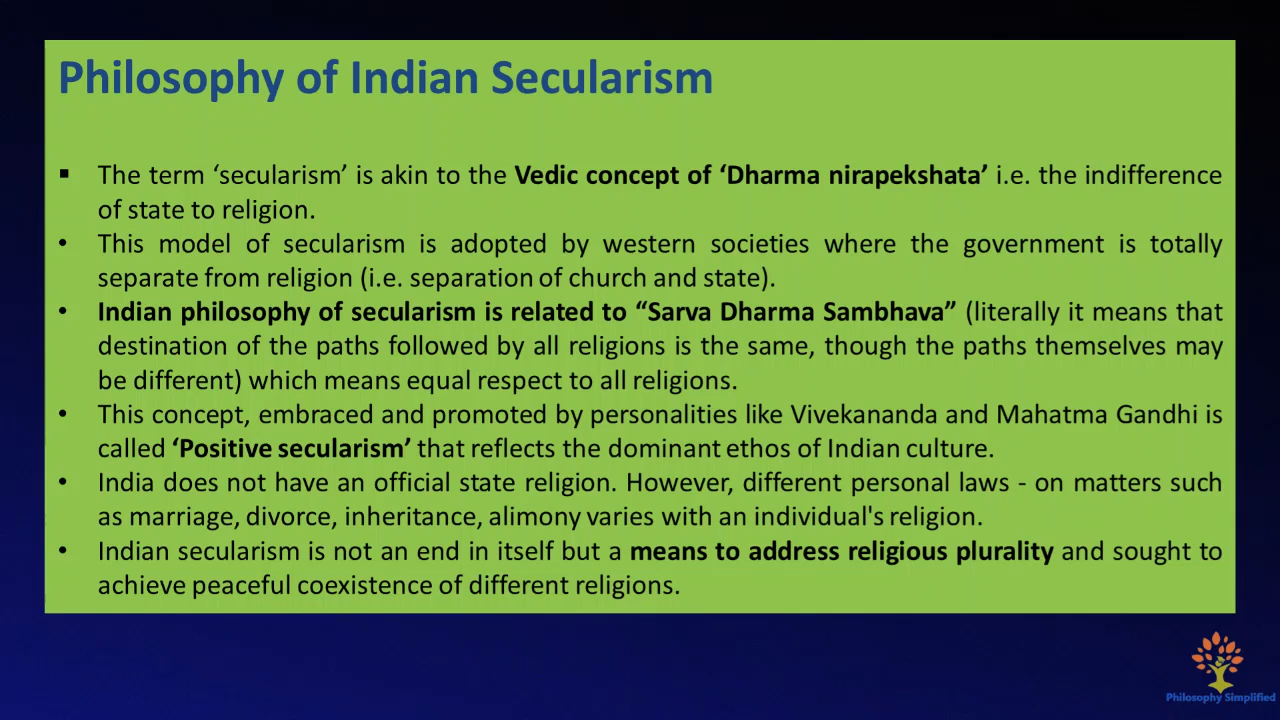 Philosophy of Indian Secularism
▪ The term ‘secularism’ is akin to the Vedic concept of ‘Dharma nirapekshata’ i.e. the indifference
of state to religion.
• This model of secularism is adopted by western societies where the government is totally
separate from religion (i.e. separation of church and state).
• Indian philosophy of secularism is related to “Sarva Dharma Sambhava” (literally it means that
destination of the paths followed by all religions is the same, though the paths themselves may
be different) which means equal respect to all religions.
• This concept, embraced and promoted by personalities like Vivekananda and Mahatma Gandhi is
called ‘Positive secularism’ that reflects the dominant ethos of Indian culture.
• India does not have an official state religion. However, different personal laws - on matters such
as marriage, divorce, inheritance, alimony varies with an individual's religion.
• Indian secularism is not an end in itself but a means to address religious plurality and sought to
achieve peaceful coexistence of different religions.
Philosophy Simplified